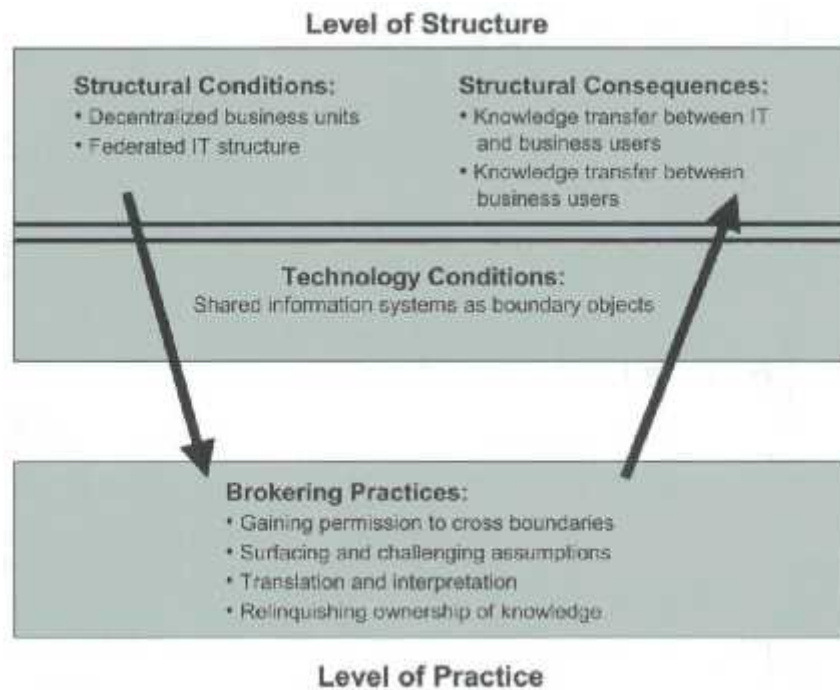 Level of Structure
Structural Conditions:
• Decentralized business units
• Federated IT structure
Structural Consequences:
• Knowledge transfer between IT
and business users
• Knowledge transfer between
business users
Technology Conditions:
Shared information systems as boundary objects
Brokering Practices:
• Gaining permission to cross boundaries
• Surfacing and challenging assumptions
• Translation and interpretation
• Relinquishing ownership of knowledge
Level of Practice